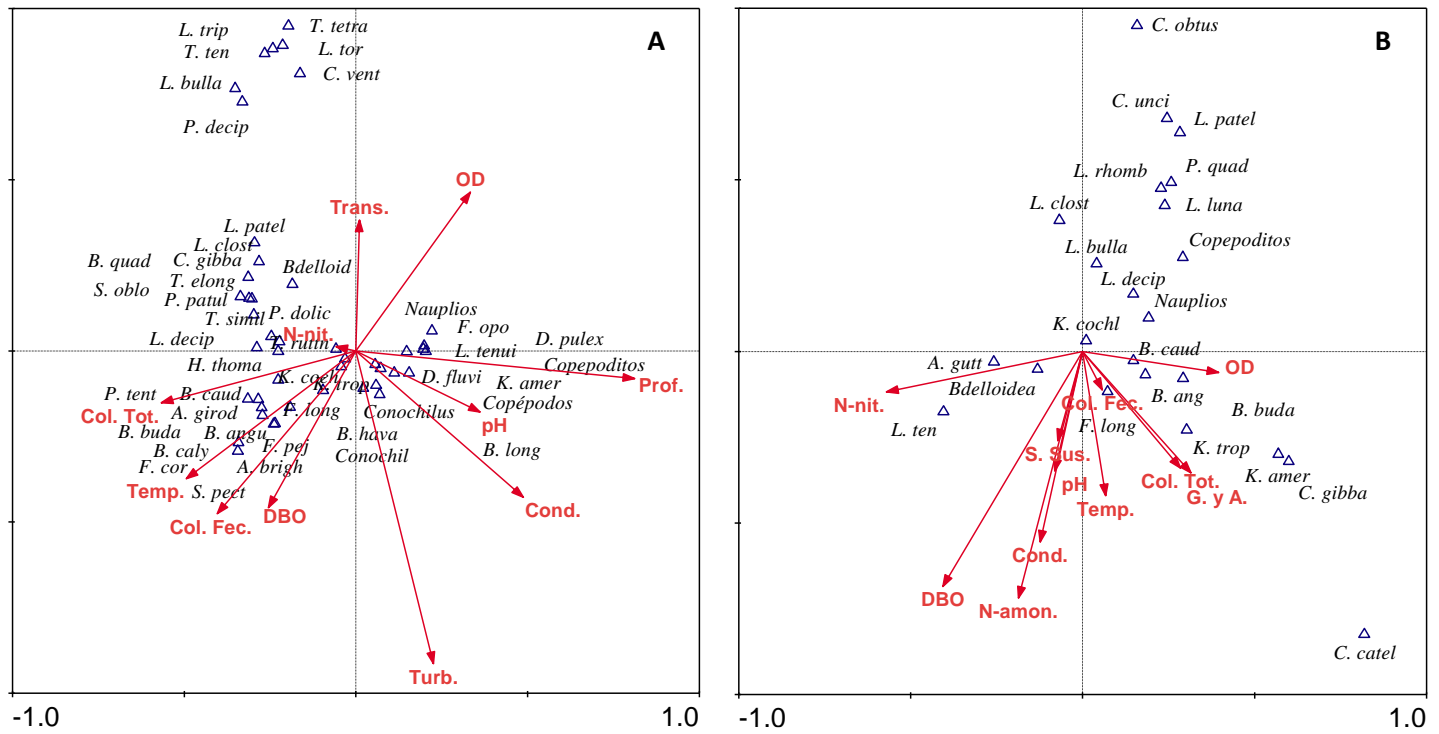 A
L. trip
T. tetra
T. ten
L. tor
C. vent
L. bulla
P. decip
OD
Trans.
L. patel
L. clost
B. quad
C. gibba
Bdelloid
T. elong
S. oblo
P. patul
P. dolic
T. simil
Nauplios
N-nit.
F. opo
L. decip
D. pulex
L. tenui
H. thoma
Copepoditos
K. coch
K. trop
D. fluvi
K. amer
Prof.
P. tent
B. caud
Copépodos
Col. Tot.
A. girod
F. long
Conochilus
pH
B. buda
B. angu
B. hava
B. caly
F. pej
Conochil
B. long
F. cor
A. brigh
Temp.
S. pect
DBO
Col. Fec.
Cond.
Turb.
-1.0
1.0
B
C. obtus
C. unci
L. patel
L. rhomb
P. quad
L. clost
L. luna
L. bulla
Copepoditos
L. decip
Nauplios
K. cochl
B. caud
A. gutt
OD
Bdelloidea
B. ang
N-nit.
Col. Fec.
B. buda
L. ten
F. long
K. trop
S. Sus.
K. amer
pH
Col. Tot.
C. gibba
G. y A.
Temp.
Cond.
DBO
N-amon.
C. catel
-1.0
1.0